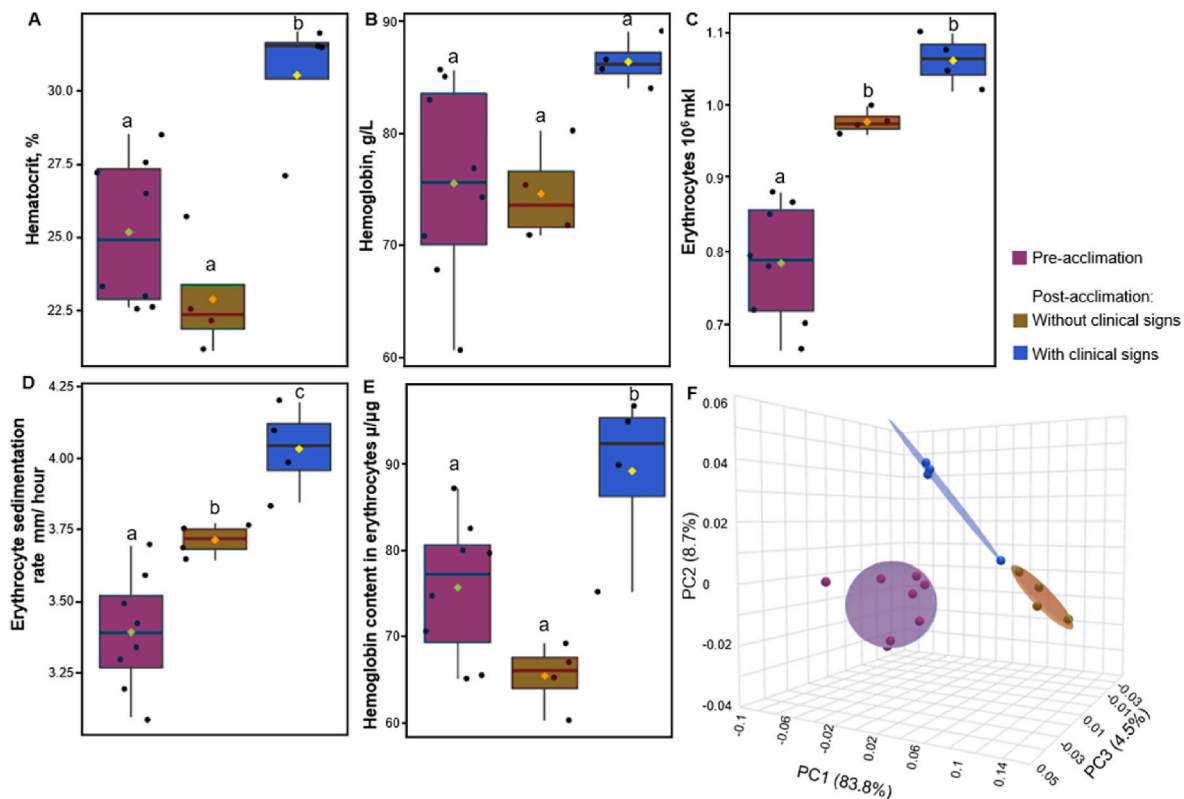 A
Hematocrit, %
30.0
27.5
25.0
22.5
a
a
b
B
Hemoglobin, g/L
90
80
70
60
a
a
a
C
Erythrocytes 10⁶ mkl
1.1
1.0
0.91
0.8
0.7
a
b
b
Pre-acclimation
Post-acclimation:
Without clinical signs
With clinical signs
D
Erythrocyte sedimentation
rate mm/ hour
4.25
4.00
3.75
3.50
3.25
a
b
c
E
Hemoglobin content in erythrocytes µ/µg
90
80
70
60
a
a
b
F
PC2 (8.7%)
0.06
0.04
0.02
0
-0.02
-0.04
-0.1
-0.06
-0.02
0.02
0.06
0.1
0.14
PC1 (83.8%)
0.05
-0.03
0.01
-0.01
-0.03
PC3 (4.5%)